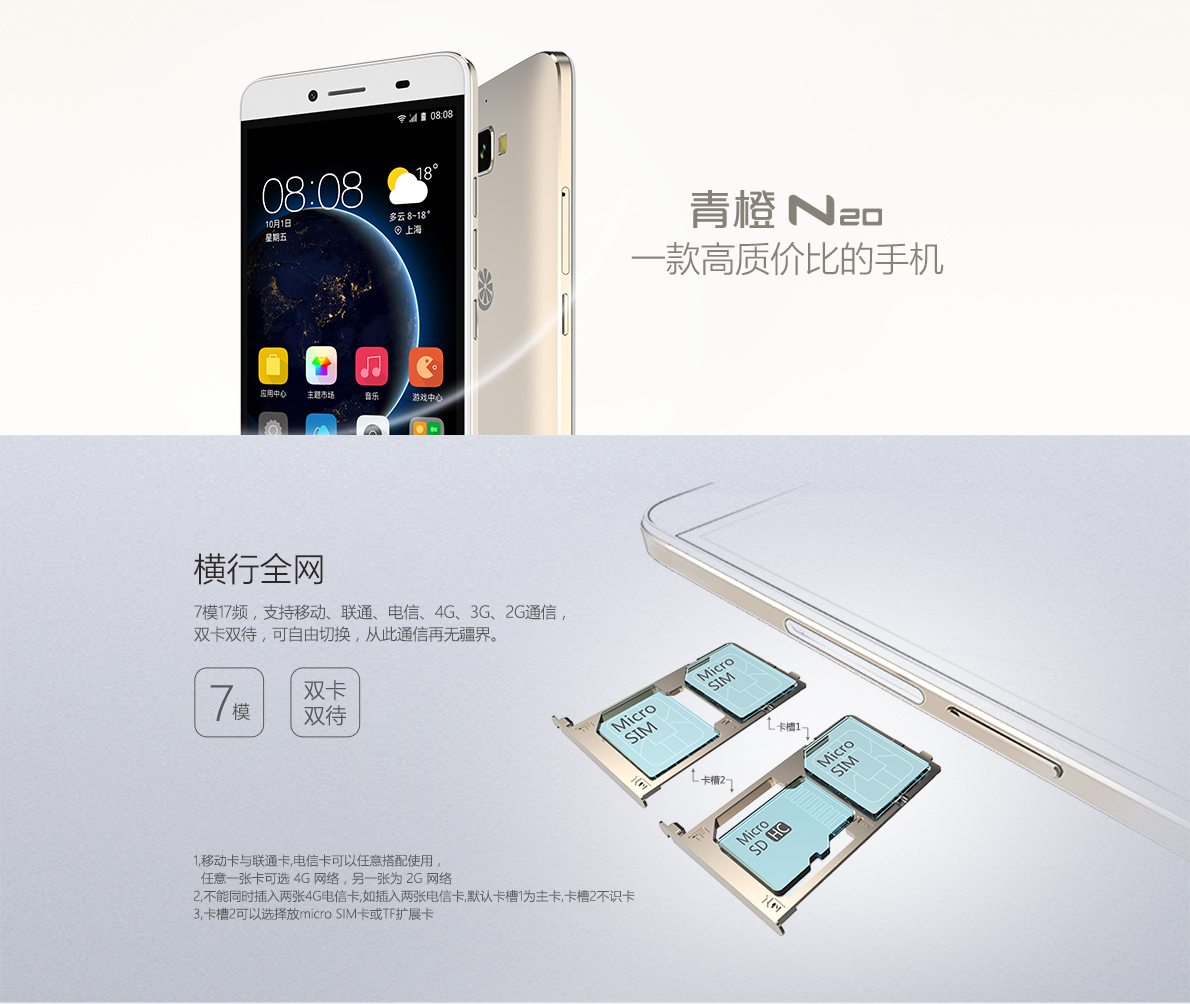 08:08
08:08
18°
10月1日
星期五
多云 8~18°
上海
应用中心
主题市场
音乐
游戏中心
青橙 N20
一款高质价比的手机
横行全网
7模17频，支持移动、联通、电信、4G、3G、2G通信，
双卡双待，可自由切换，从此通信再无疆界。
7模
双卡
双待
Micro
SIM
Micro
SIM
卡槽1
卡槽2
Micro
SIM
Micro
SD HC
1,移动卡与联通卡,电信卡可以任意搭配使用，
任意一张卡可选 4G 网络，另一张为 2G 网络
2,不能同时插入两张4G电信卡,如插入两张电信卡,默认卡槽1为主卡,卡槽2不识卡
3,卡槽2可以选择放micro SIM卡或TF扩展卡